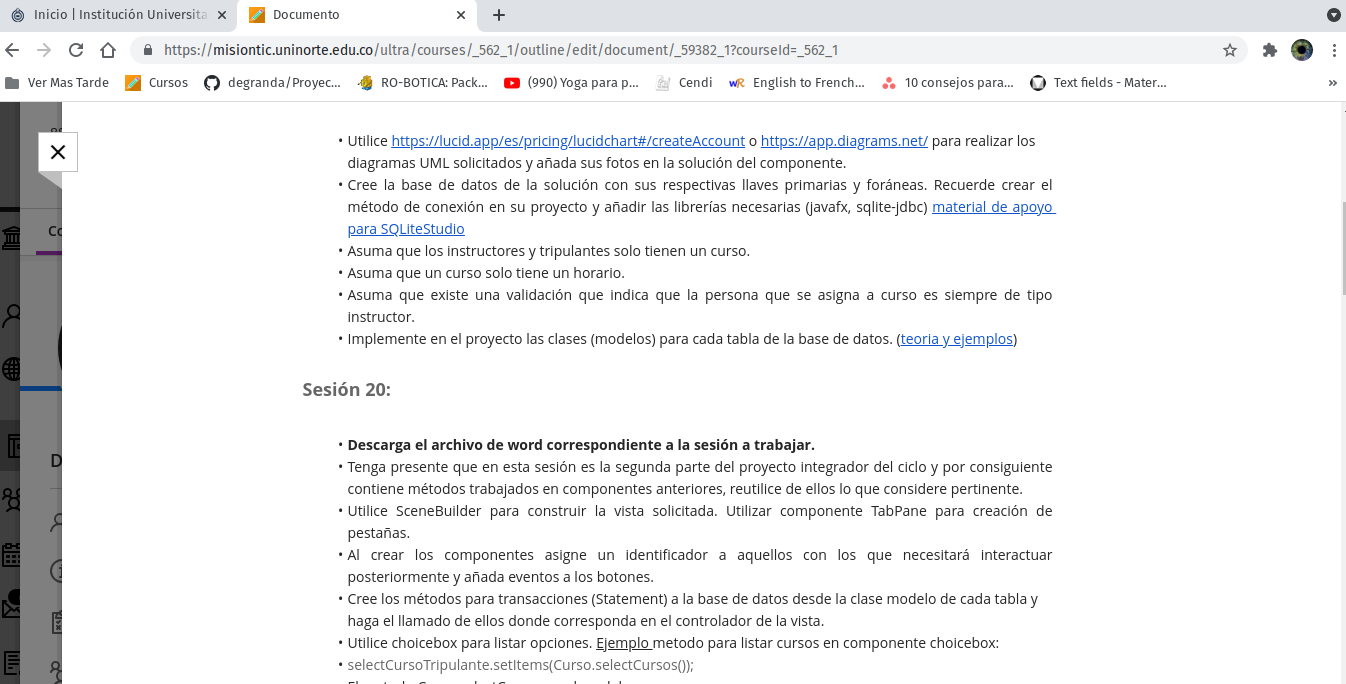 Inicio | Institución Universita
Documento
https://misiontic.uninorte.edu.co/ultra/courses/_562_1/outline/edit/document/_59382_1?courseId=_562_1
Ver Mas Tarde
Cursos
degranda/Proyec...
RO-BOTICA: Pack...
(990) Yoga para p...
Cendi
wR
English to French...
10 consejos para...
Text fields - Mater...
»
• Utilice https://lucid.app/es/pricing/lucidchart#/createAccount o https://app.diagrams.net/ para realizar los
diagramas UML solicitados y añada sus fotos en la solución del componente.
• Cree la base de datos de la solución con sus respectivas llaves primarias y foráneas. Recuerde crear el
método de conexión en su proyecto y añadir las librerías necesarias (javafx, sqlite-jdbc) material de apoyo
para SQLiteStudio
• Asuma que los instructores y tripulantes solo tienen un curso.
• Asuma que un curso solo tiene un horario.
• Asuma que existe una validación que indica que la persona que se asigna a curso es siempre de tipo
instructor.
• Implemente en el proyecto las clases (modelos) para cada tabla de la base de datos. (teoria y ejemplos)
Sesión 20:
• Descarga el archivo de word correspondiente a la sesión a trabajar.
• Tenga presente que en esta sesión es la segunda parte del proyecto integrador del ciclo y por consiguiente
contiene métodos trabajados en componentes anteriores, reutilice de ellos lo que considere pertinente.
• Utilice SceneBuilder para construir la vista solicitada. Utilizar componente TabPane para creación de
pestañas.
• Al crear los componentes asigne un identificador a aquellos con los que necesitará interactuar
posteriormente y añada eventos a los botones.
• Cree los métodos para transacciones (Statement) a la base de datos desde la clase modelo de cada tabla y
haga el llamado de ellos donde corresponda en el controlador de la vista.
• Utilice choicebox para listar opciones. Ejemplo metodo para listar cursos en componente choicebox:
• selectCursoTripulante.setItems(Curso.selectCursos());